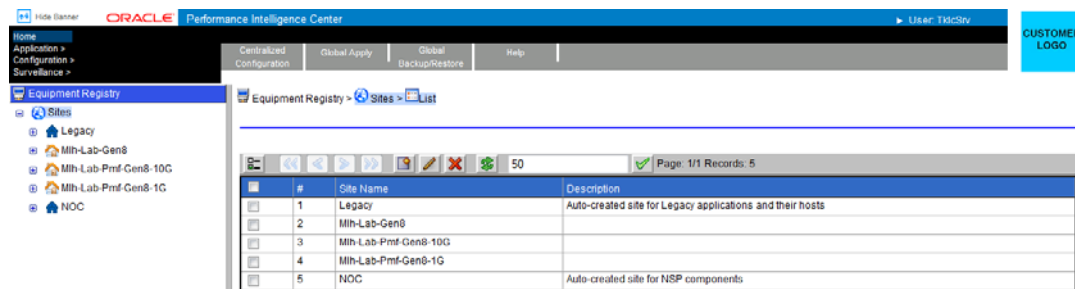 Hide Banner ORACLE Performance Intelligence Center User: TklcSrv
CUSTOMER LOGO
Home
Application >
Configuration >
Surveillance >
Centralized Configuration Global Apply Global Backup/Restore Help
Equipment Registry
Equipment Registry > Sites > List
Sites
Legacy
Mlh-Lab-Gen8
Mlh-Lab-Pmf-Gen8-10G
Mlh-Lab-Pmf-Gen8-1G
NOC
50 Page: 1/1 Records: 5
# Site Name Description
1 Legacy Auto-created site for Legacy applications and their hosts
2 Mlh-Lab-Gen8
3 Mlh-Lab-Pmf-Gen8-10G
4 Mlh-Lab-Pmf-Gen8-1G
5 NOC Auto-created site for NSP components